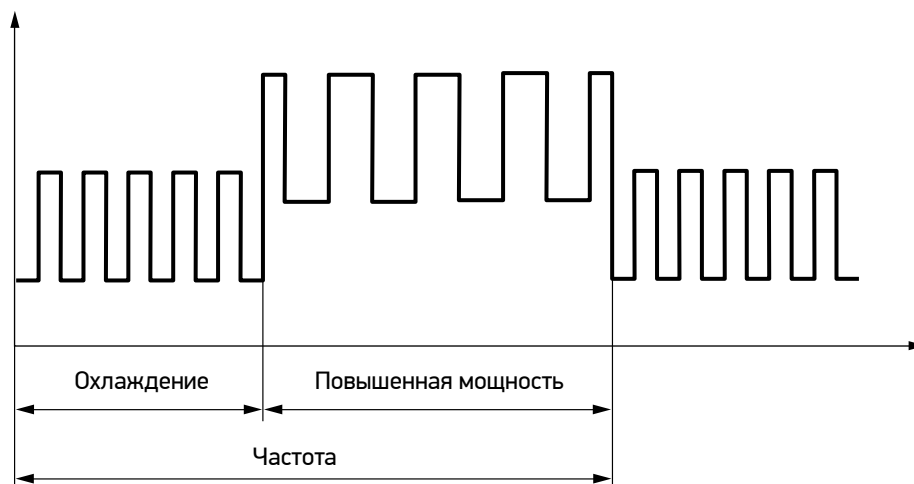 Охлаждение
Повышенная мощность
Частота